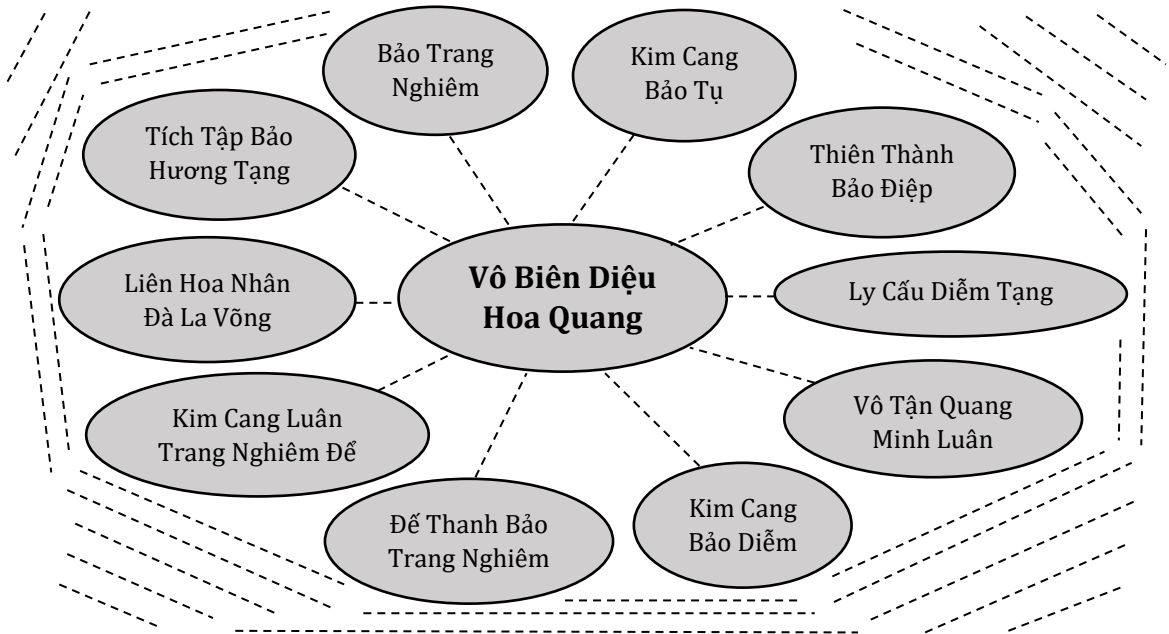 Bảo Trang
Nghiêm
Kim Cang
Bảo Tụ
Tích Tập Bảo
Hương Tạng
Thiên Thành
Bảo Điệp
Vô Biên Diệu
Hoa Quang
Liên Hoa Nhân
Đà La Võng
Ly Cấu Diễm Tạng
Kim Cang Luân
Trang Nghiêm Để
Vô Tận Quang
Minh Luân
Đế Thanh Bảo
Trang Nghiêm
Kim Cang
Bảo Diễm